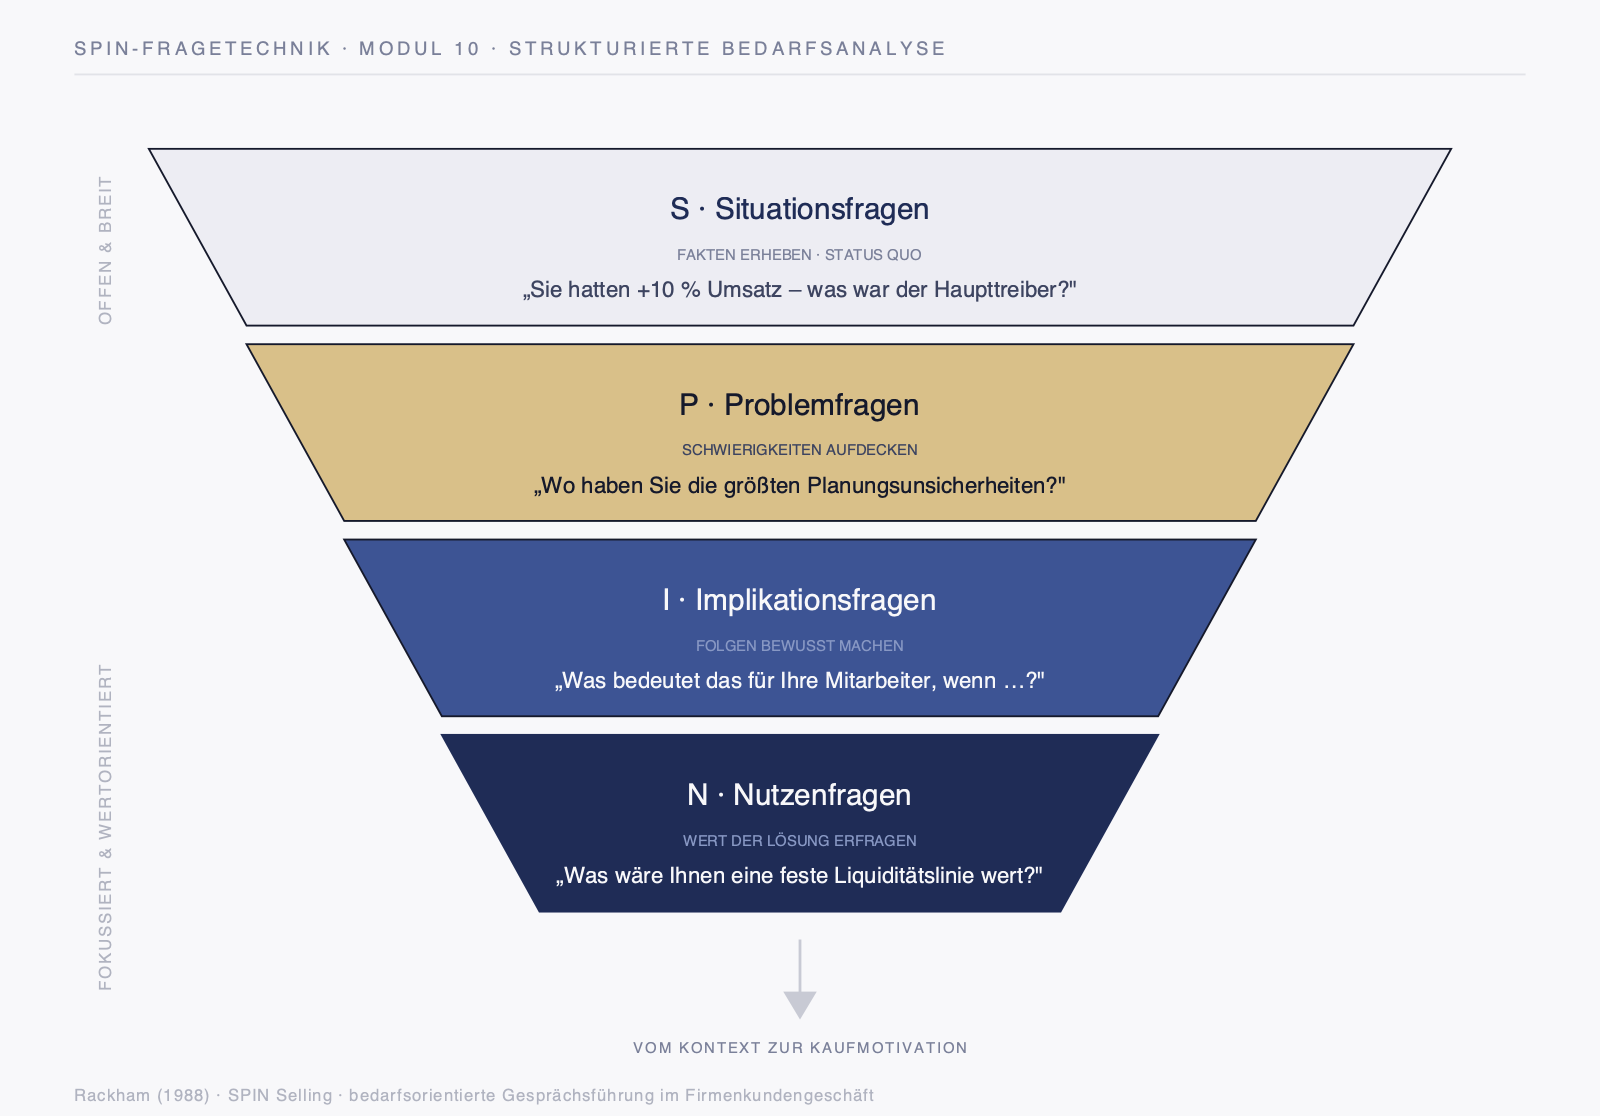 SPIN-FRAGETECHNIK · MODUL 10 · STRUKTURIERTE BEDARFSANALYSE
OFFEN & BREIT
S · Situationsfragen
FAKTEN ERHEBEN · STATUS QUO
„Sie hatten +10 % Umsatz – was war der Haupttreiber?"
P · Problemfragen
SCHWIERIGKEITEN AUFDECKEN
„Wo haben Sie die größten Planungsunsicherheiten?"
I · Implikationsfragen
FOLGEN BEWUSST MACHEN
„Was bedeutet das für Ihre Mitarbeiter, wenn …?"
FOKUSSIERT & WERTORIENTIERT
N · Nutzenfragen
WERT DER LÖSUNG ERFRAGEN
„Was wäre Ihnen eine feste Liquiditätslinie wert?"
VOM KONTEXT ZUR KAUFMOTIVATION
Rackham (1988) · SPIN Selling · bedarfsorientierte Gesprächsführung im Firmenkundengeschäft